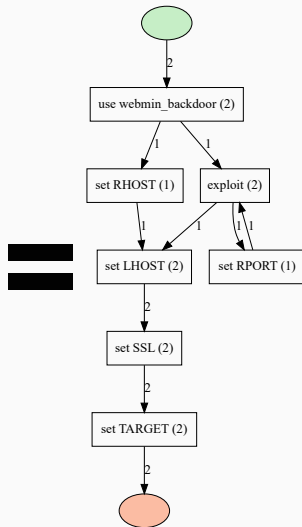 2
use webmin_backdoor (2)
1 1
set RHOST (1) exploit (2)
1 1 1 1
set LHOST (2) set RPORT (1)
2
set SSL (2)
2
set TARGET (2)
2